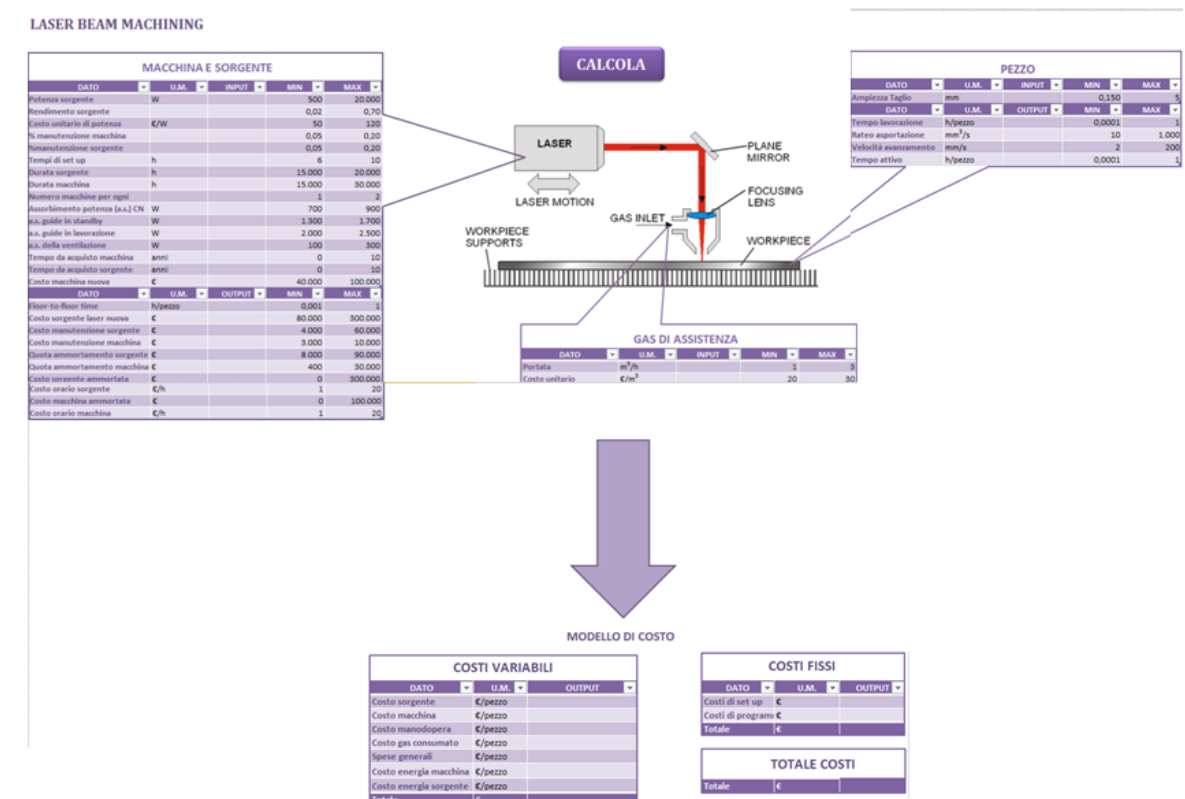 LASER BEAM MACHINING
MACCHINA E SORGENTE
DATO U.M. INPUT MIN MAX
Potenza sorgente W 500 20.000
Rendimento sorgente 0,02 0,70
Costo unitario di potenza €/W 50 120
% manutenzione macchina 0,05 0,20
%manutenzione sorgente 0,05 0,20
Tempi di set up h 6 10
Durata sorgente h 15.000 20.000
Durata macchina h 15.000 30.000
Numero macchine per ogni 1 2
Assorbimento potenza (a.s.) CN W 700 900
a.s. guide in standby W 1.300 1.700
a.s. guide in lavorazione W 2.000 2.500
a.s. della ventilazione W 100 300
Tempo da acquisto macchina anni 0 10
Tempo da acquisto sorgente anni 0 10
Costo macchina nuova € 40.000 100.000
DATO U.M. OUTPUT MIN MAX
Floor-to-floor time h/pezzo 0,001 1
Costo sorgente laser nuova € 80.000 300.000
Costo manutenzione sorgente € 4.000 60.000
Costo manutenzione macchina € 3.000 10.000
Quota ammortamento sorgente € 8.000 90.000
Quota ammortamento macchina € 400 30.000
Costo sorgente ammortata € 0 300.000
Costo orario sorgente €/h 1 20
Costo macchina ammortata € 0 100.000
Costo orario macchina €/h 1 20
CALCOLA
LASER
LASER MOTION
PLANE
MIRROR
FOCUSING
LENS
GAS INLET
WORKPIECE
SUPPORTS
WORKPIECE
PEZZO
DATO U.M. INPUT MIN MAX
Ampiezza Taglio mm 0,150 5
DATO U.M. OUTPUT MIN MAX
Tempo lavorazione h/pezzo 0,0001 1
Rateo asportazione mm³/s 10 1.000
Velocità avanzamento mm/s 2 200
Tempo attivo h/pezzo 0,0001 1
GAS DI ASSISTENZA
DATO U.M. INPUT MIN MAX
Portata m³/h 1 3
Costo unitario €/m³ 20 30
MODELLO DI COSTO
COSTI VARIABILI
DATO U.M. OUTPUT
Costo sorgente €/pezzo
Costo macchina €/pezzo
Costo manodopera €/pezzo
Costo gas consumato €/pezzo
Spese generali €/pezzo
Costo energia macchina €/pezzo
Costo energia sorgente €/pezzo
Totale €
COSTI FISSI
DATO U.M. OUTPUT
Costi di set up €
Costi di program €
Totale €
TOTALE COSTI
Totale €